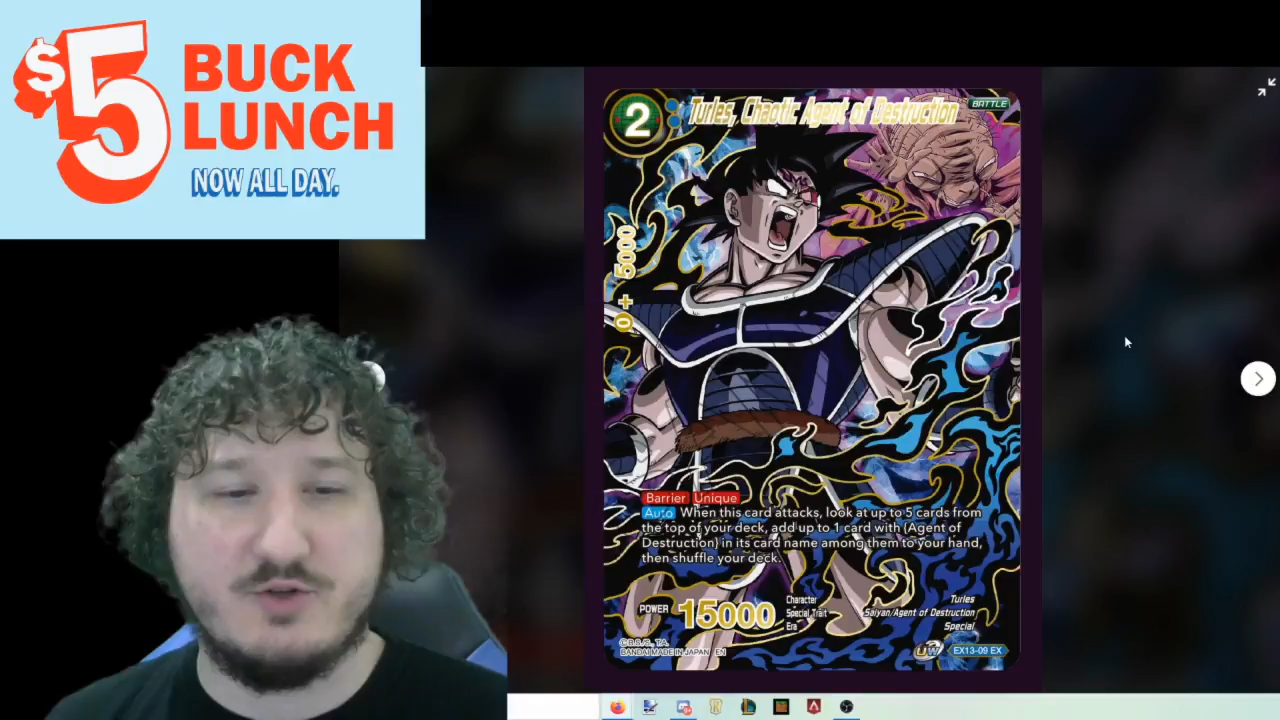 $5 BUCK
LUNCH
NOW ALL DAY.
2
Turles, Chaotic Agent of Destruction
BATTLE
0 + 5000
Barrier Unique
Auto When this card attacks, look at up to 5 cards from
the top of your deck, add up to 1 card with {Agent of
Destruction} in its card name among them to your hand,
then shuffle your deck.
POWER 15000
Character Turles
Special Trait Saiyan/Agent of Destruction
Era Special
©B.S./S., T.A.
BANDAI MADE IN JAPAN EN
UW EX13-09 EX